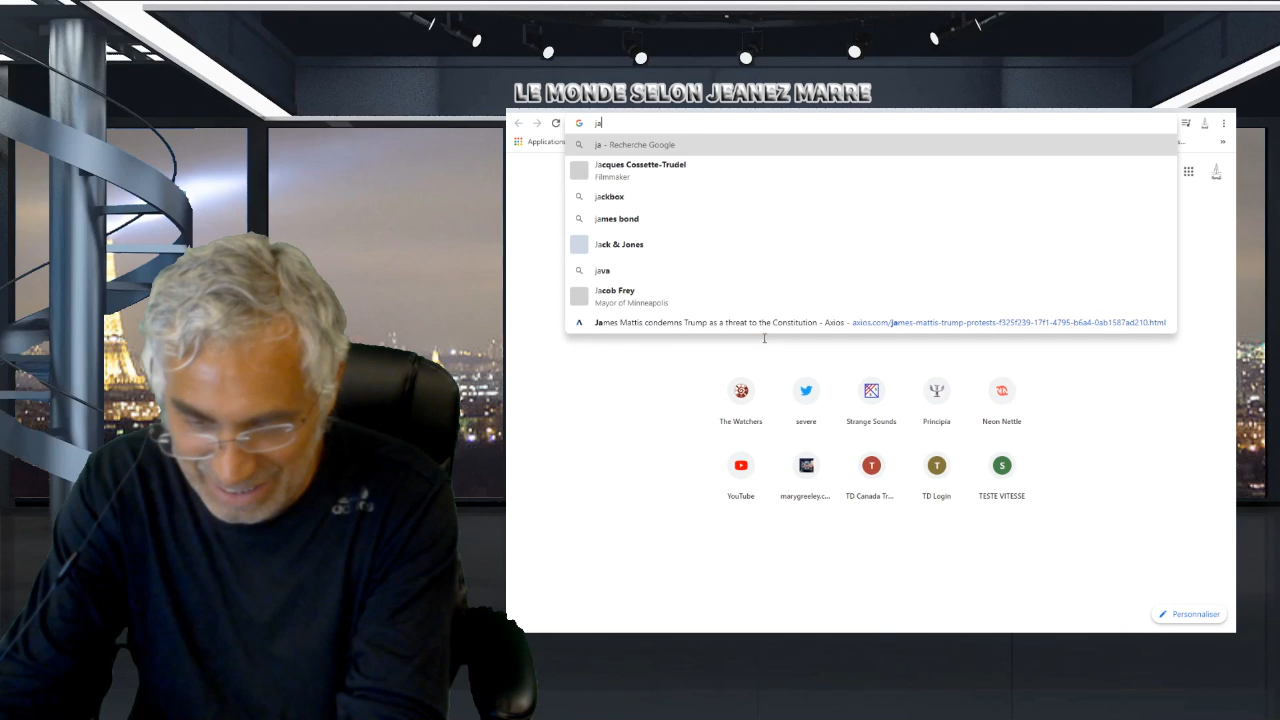 LE MONDE SELON JEANEZ MARRE
ja
Applications
s...
»
ja - Recherche Google
Jacques Cossette-Trudel
Filmmaker
jackbox
james bond
Jack & Jones
java
Jacob Frey
Mayor of Minneapolis
James Mattis condemns Trump as a threat to the Constitution - Axios - axios.com/james-mattis-trump-protests-f325f239-17f1-4795-b6a4-0ab1587ad210.html
The Watchers
severe
Strange Sounds
Principia
Neon Nettle
T
T
S
YouTube
marygreeley.c...
TD Canada Tr...
TD Login
TESTE VITESSE
Personnaliser
adidas